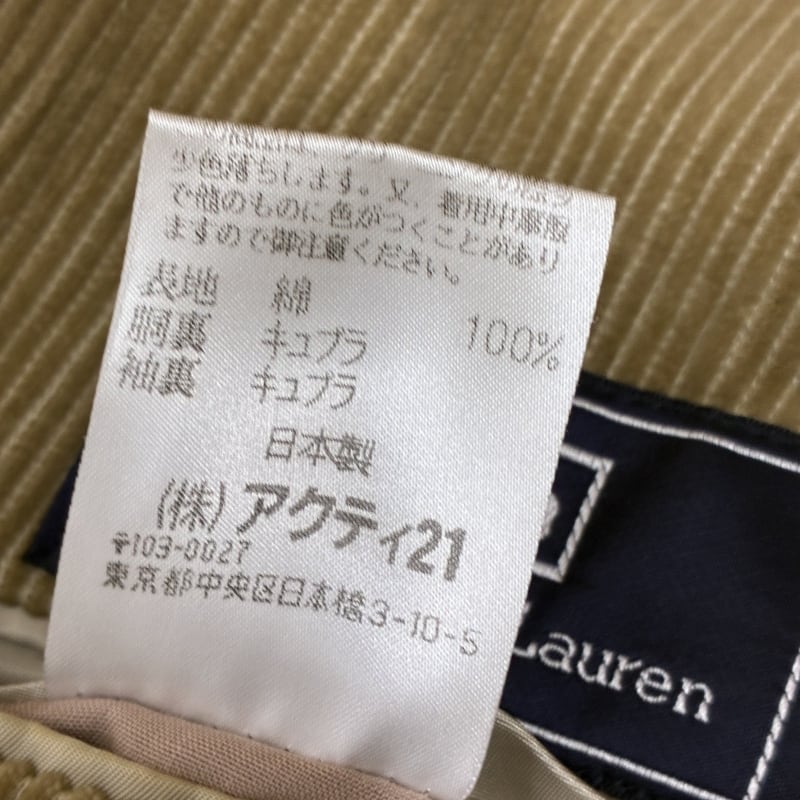 少色落ちします。又、着用中摩擦
で他のものに色がつくことがあり
ますので御注意ください。
表地 綿 100%
胴裏 キュプラ
袖裏 キュプラ
日本製
(株)アクティ21
〒103-0027
東京都中央区日本橋3-10-5
Lauren